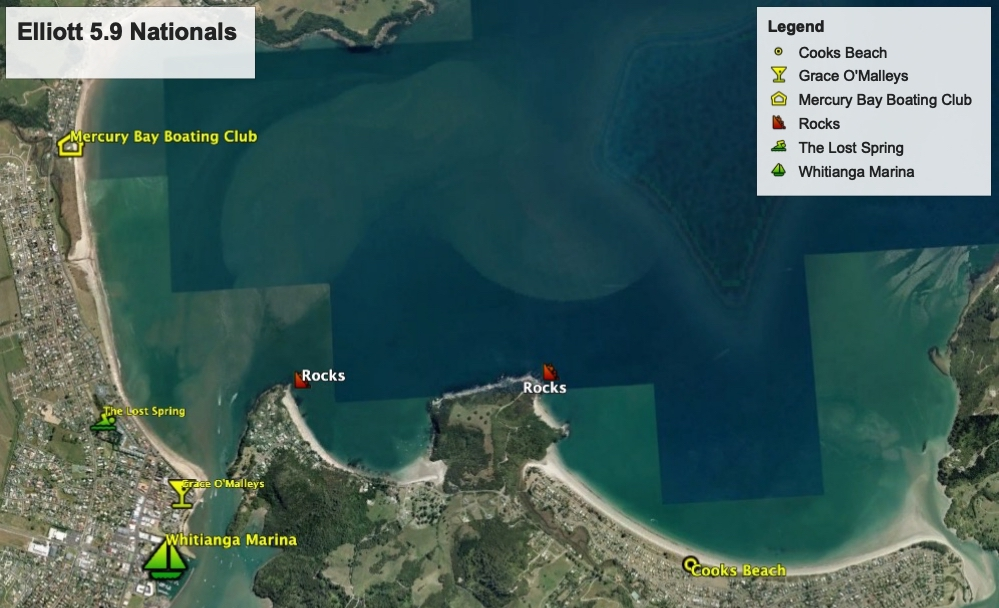 Elliott 5.9 Nationals
Legend
Cooks Beach
Grace O'Malleys
Mercury Bay Boating Club
Rocks
The Lost Spring
Whitianga Marina
Mercury Bay Boating Club
Rocks
Rocks
The Lost Spring
Grace O'Malleys
Whitianga Marina
Cooks Beach